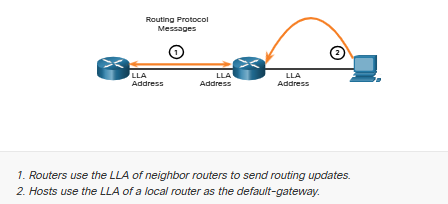 Routing Protocol
Messages
1
2
LLA
Address
LLA
Address
LLA
Address
1. Routers use the LLA of neighbor routers to send routing updates.
2. Hosts use the LLA of a local router as the default-gateway.